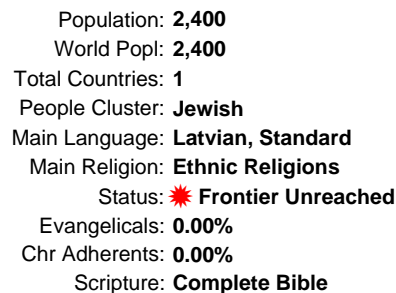 Population: 2,400
World Popl: 2,400
Total Countries: 1
People Cluster: Jewish
Main Language: Latvian, Standard
Main Religion: Ethnic Religions
Status: Frontier Unreached
Evangelicals: 0.00%
Chr Adherents: 0.00%
Scripture: Complete Bible